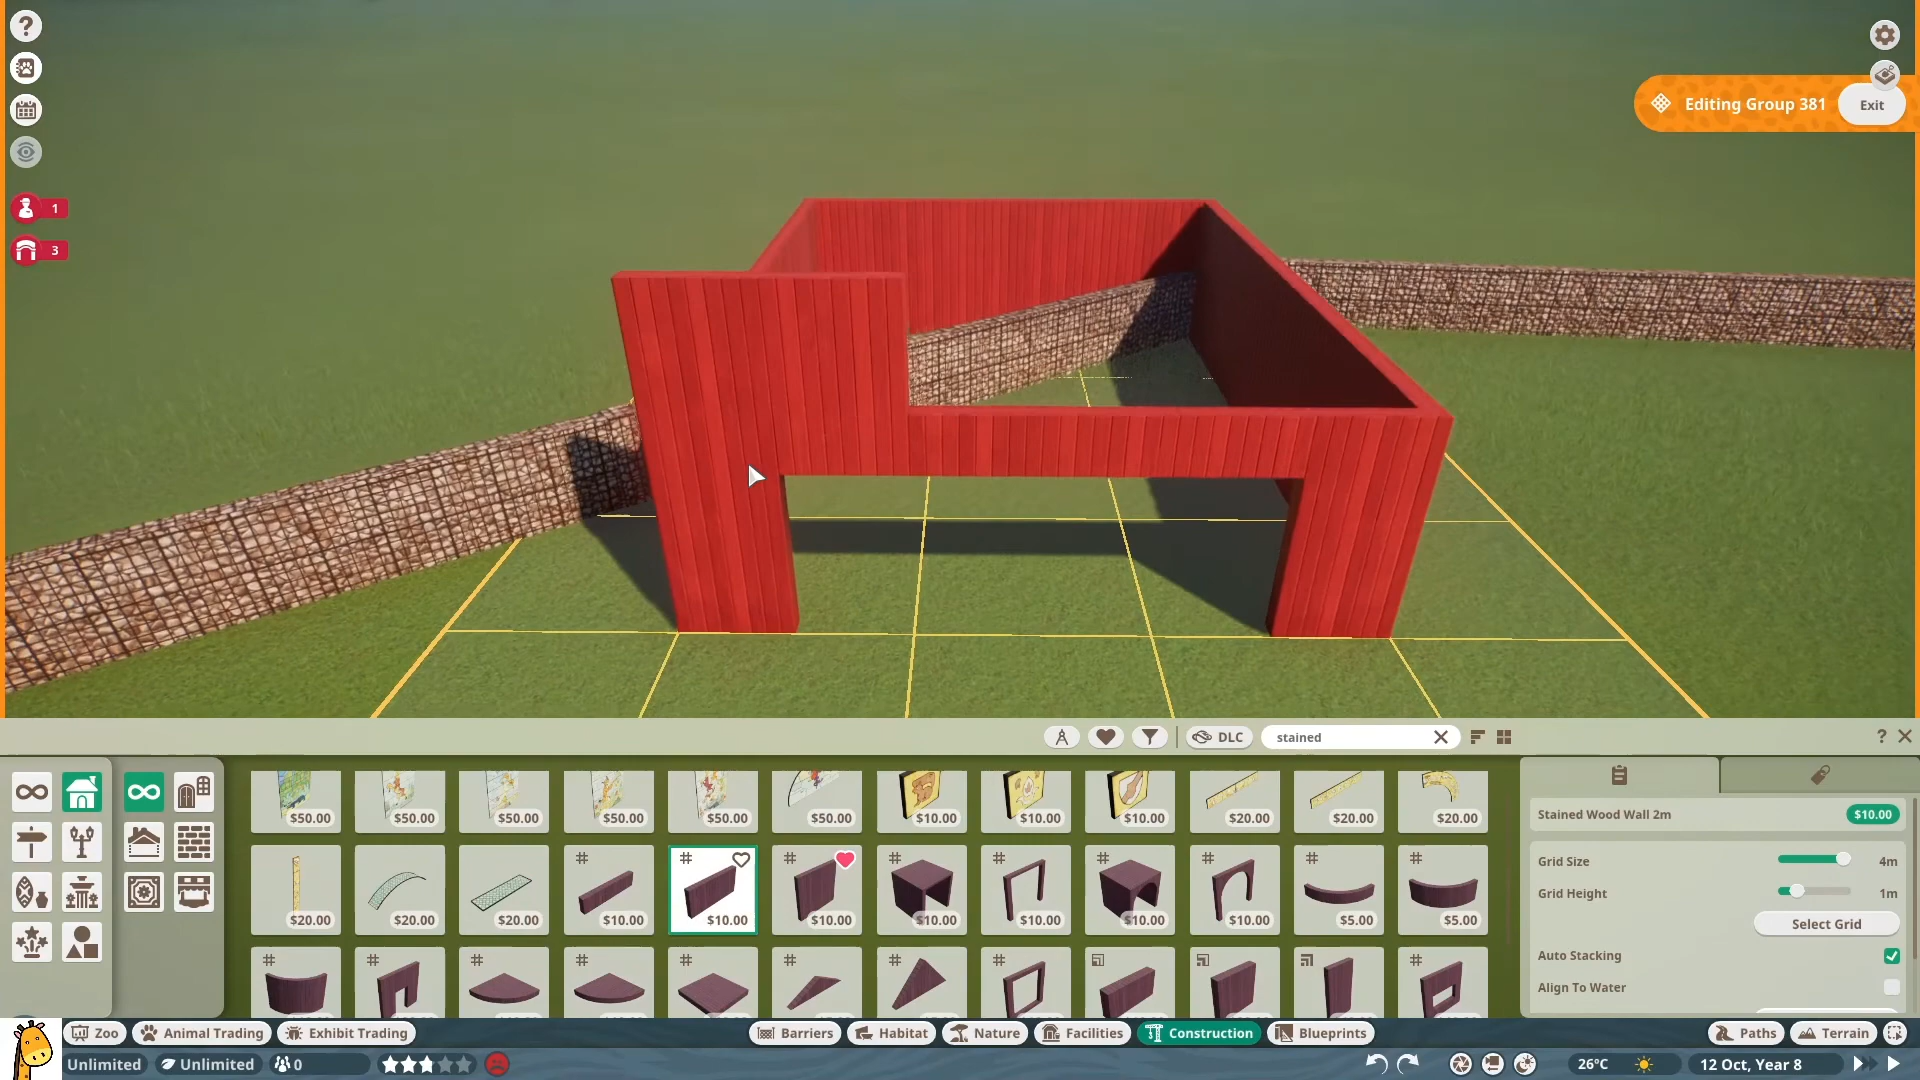 ?
Editing Group 381
Exit
1
3
DLC
stained
?
$50.00
$50.00
$50.00
$50.00
$50.00
$50.00
$10.00
$10.00
$10.00
$20.00
$20.00
$20.00
$20.00
$20.00
$20.00
$10.00
$10.00
$10.00
$10.00
$10.00
$10.00
$10.00
$5.00
$5.00
Stained Wood Wall 2m
$10.00
Grid Size
4m
Grid Height
1m
Select Grid
Auto Stacking
Align To Water
Zoo
Animal Trading
Exhibit Trading
Barriers
Habitat
Nature
Facilities
Construction
Blueprints
Paths
Terrain
Unlimited
Unlimited
0
26°C
12 Oct, Year 8